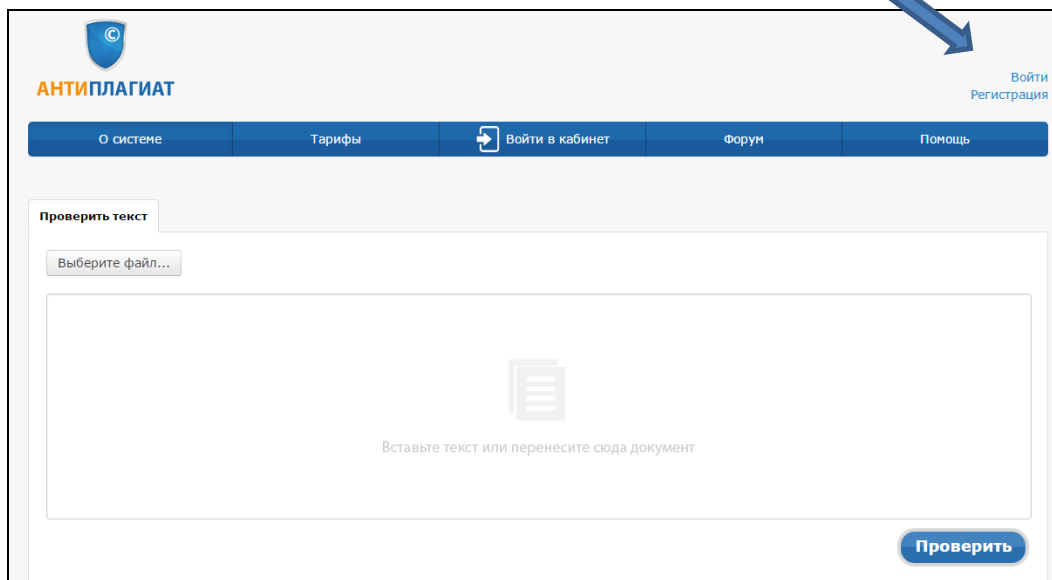 ©
АНТИПЛАГИАТ
Войти
Регистрация
О системе Тарифы Войти в кабинет Форум Помощь
Проверить текст
Выберите файл...
Вставьте текст или перенесите сюда документ
Проверить